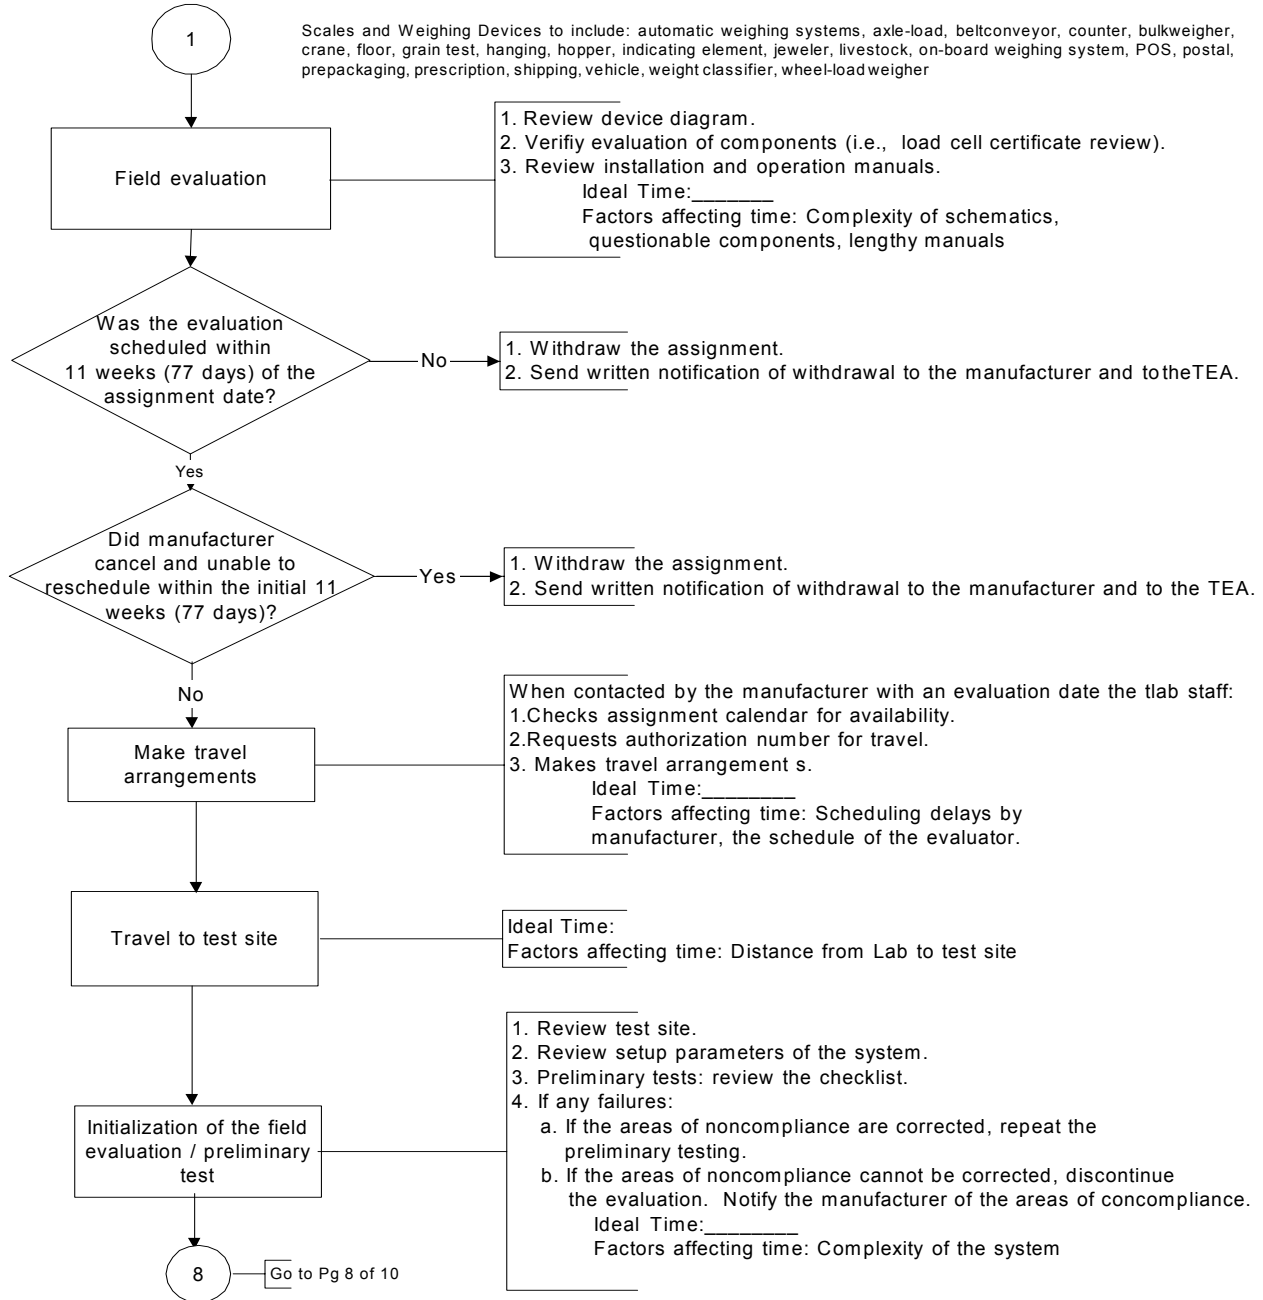 1
Scales and Weighing Devices to include: automatic weighing systems, axle-load, beltconveyor, counter, bulkweigher,
crane, floor, grain test, hanging, hopper, indicating element, jeweler, livestock, on-board weighing system, POS, postal,
prepackaging, prescription, shipping, vehicle, weight classifier, wheel-load weigher
Field evaluation
1. Review device diagram.
2. Verifiy evaluation of components (i.e., load cell certificate review).
3. Review installation and operation manuals.
Ideal Time:_______
Factors affecting time: Complexity of schematics,
questionable components, lengthy manuals
Was the evaluation
scheduled within
11 weeks (77 days) of the
assignment date?
No
1. Withdraw the assignment.
2. Send written notification of withdrawal to the manufacturer and to the TEA.
Yes
Did manufacturer
cancel and unable to
reschedule within the initial 11
weeks (77 days)?
Yes
1. Withdraw the assignment.
2. Send written notification of withdrawal to the manufacturer and to the TEA.
No
Make travel
arrangements
When contacted by the manufacturer with an evaluation date the tlab staff:
1.Checks assignment calendar for availability.
2.Requests authorization number for travel.
3. Makes travel arrangement s.
Ideal Time:________
Factors affecting time: Scheduling delays by
manufacturer, the schedule of the evaluator.
Travel to test site
Ideal Time:
Factors affecting time: Distance from Lab to test site
Initialization of the field
evaluation / preliminary
test
1. Review test site.
2. Review setup parameters of the system.
3. Preliminary tests: review the checklist.
4. If any failures:
a. If the areas of noncompliance are corrected, repeat the
preliminary testing.
b. If the areas of noncompliance cannot be corrected, discontinue
the evaluation. Notify the manufacturer of the areas of concompliance.
Ideal Time:________
Factors affecting time: Complexity of the system
8
Go to Pg 8 of 10